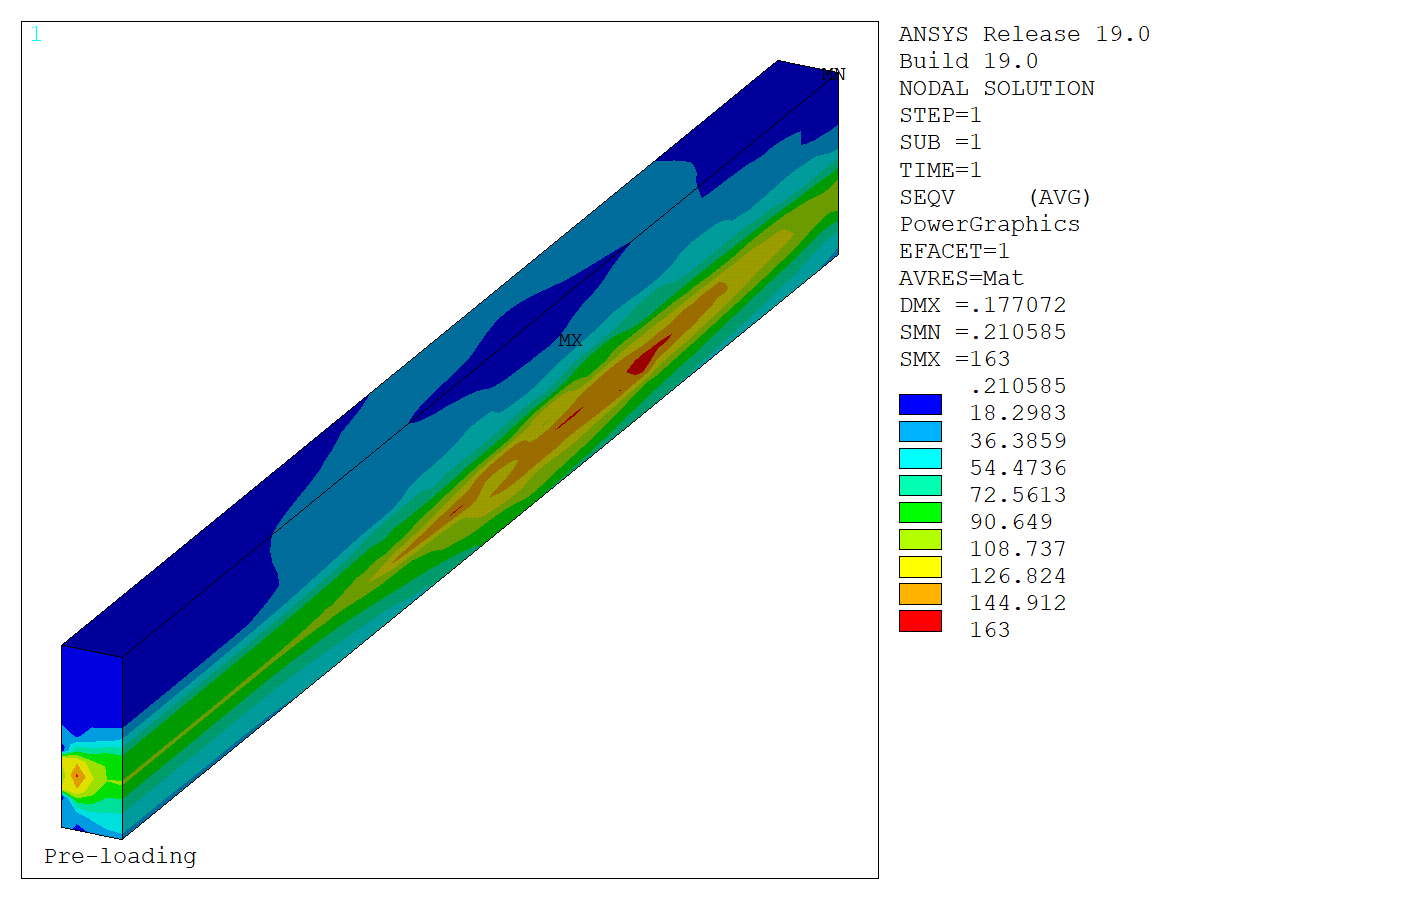 1
MN
MX
Pre-loading
ANSYS Release 19.0
Build 19.0
NODAL SOLUTION
STEP=1
SUB =1
TIME=1
SEQV     (AVG)
PowerGraphics
EFACET=1
AVRES=Mat
DMX =.177072
SMN =.210585
SMX =163
.210585
18.2983
36.3859
54.4736
72.5613
90.649
108.737
126.824
144.912
163